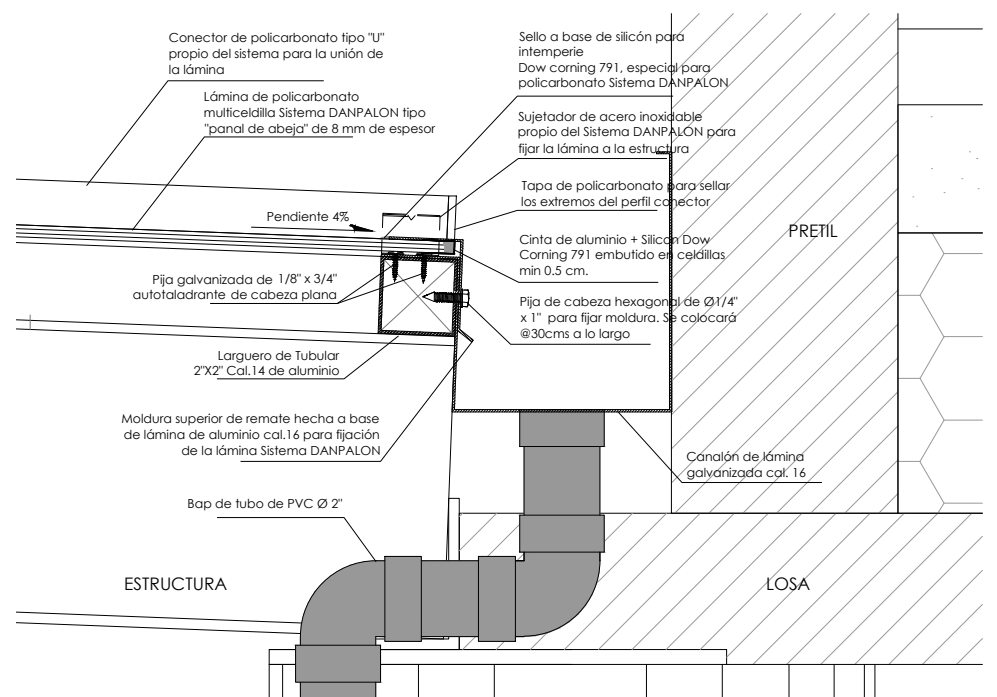 Conector de policarbonato tipo "U"
propio del sistema para la unión de
la lámina
Lámina de policarbonato
multiceldilla Sistema DANPALON tipo
"panal de abeja" de 8 mm de espesor
Pendiente 4%
Pija galvanizada de 1/8" x 3/4"
autotaladrante de cabeza plana
Larguero de Tubular
2"X2" Cal.14 de aluminio
Moldura superior de remate hecha a base
de lámina de aluminio cal.16 para fijación
de la lámina Sistema DANPALON
Bap de tubo de PVC Ø 2"
ESTRUCTURA
Sello a base de silicón para
intemperie
Dow corning 791, especial para
policarbonato Sistema DANPALON
Sujetador de acero inoxidable
propio del Sistema DANPALON para
fijar la lámina a la estructura
Tapa de policarbonato para sellar
los extremos del perfil conector
Cinta de aluminio + Silicon Dow
Corning 791 embutido en celdillas
min 0.5 cm.
Pija de cabeza hexagonal de Ø1/4"
x 1" para fijar moldura. Se colocará
@30cms a lo largo
PRETIL
Canalón de lámina
galvanizada cal. 16
LOSA